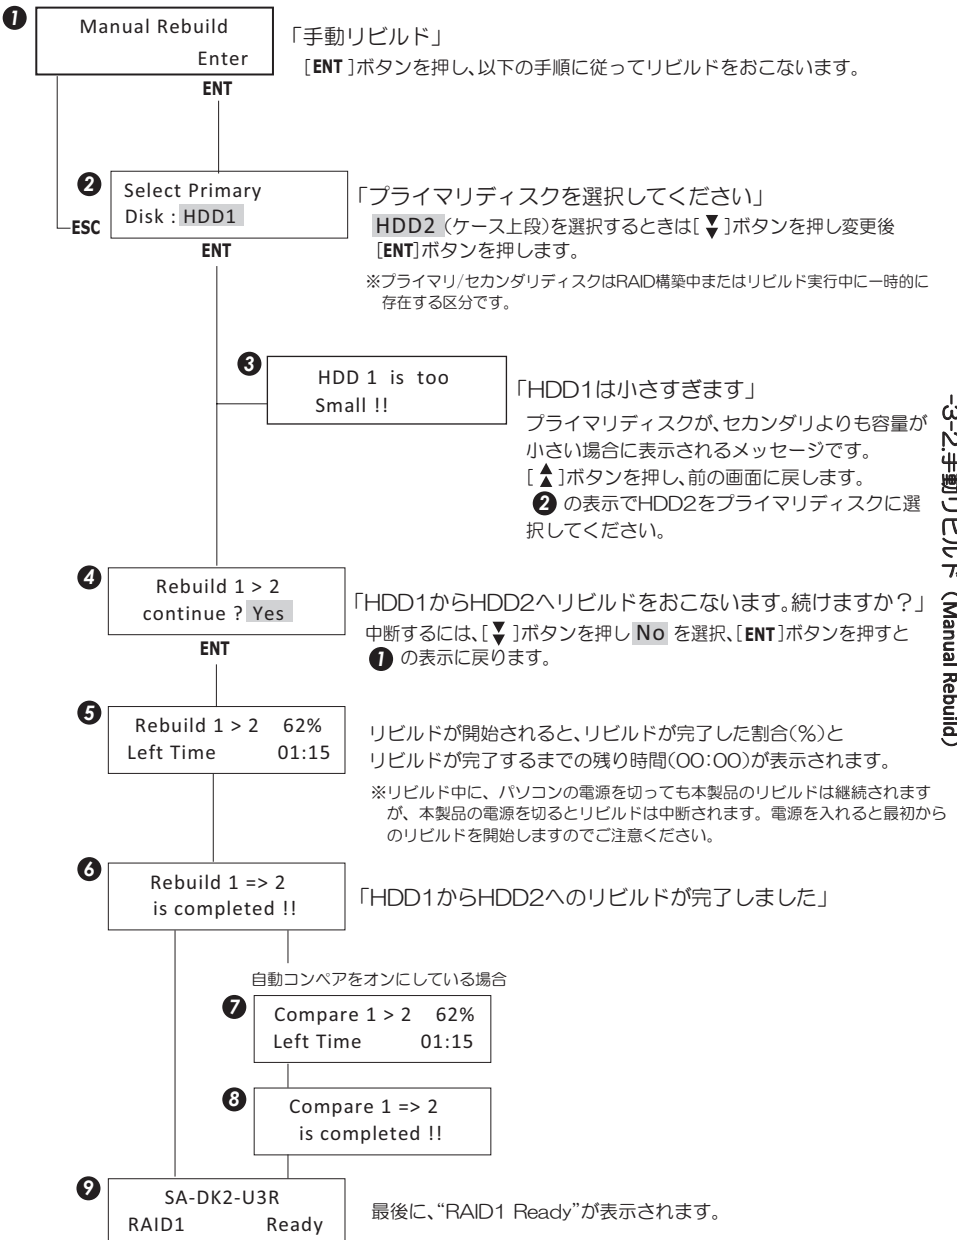 ❶
Manual Rebuild
Enter
「手動リビルド」
[ENT]ボタンを押し、以下の手順に従ってリビルドをおこないます。
ENT
❷
Select Primary
Disk : HDD1
ESC
ENT
「プライマリディスクを選択してください」
HDD2 (ケース上段)を選択するときは[▼▼]ボタンを押し変更後
[ENT]ボタンを押します。
※プライマリ/セカンダリディスクはRAID構築中またはリビルド実行中に一時的に
存在する区分です。
❸
HDD 1 is too
Small !!
「HDD1は小さすぎます」
プライマリディスクが、セカンダリよりも容量が
小さい場合に表示されるメッセージです。
[▲▲]ボタンを押し、前の画面に戻します。
❷ の表示でHDD2をプライマリディスクに選
択してください。
❹
Rebuild 1 > 2
continue ? Yes
ENT
「HDD1からHDD2へリビルドをおこないます。続けますか？」
中断するには、[▼▼]ボタンを押し No を選択、[ENT]ボタンを押すと
❶ の表示に戻ります。
❺
Rebuild 1 > 2 62%
Left Time 01:15
リビルドが開始されると、リビルドが完了した割合(%)と
リビルドが完了するまでの残り時間(00:00)が表示されます。
※リビルド中に、パソコンの電源を切っても本製品のリビルドは継続されます
が、本製品の電源を切るとリビルドは中断されます。電源を入れると最初から
のリビルドを開始しますのでご注意ください。
❻
Rebuild 1 => 2
is completed !!
「HDD1からHDD2へのリビルドが完了しました」
自動コンペアをオンにしている場合
❼
Compare 1 > 2 62%
Left Time 01:15
❽
Compare 1 => 2
is completed !!
❾
SA-DK2-U3R
RAID1 Ready
最後に、“RAID1 Ready”が表示されます。
-3-2.手動リビルド（Manual Rebuild）